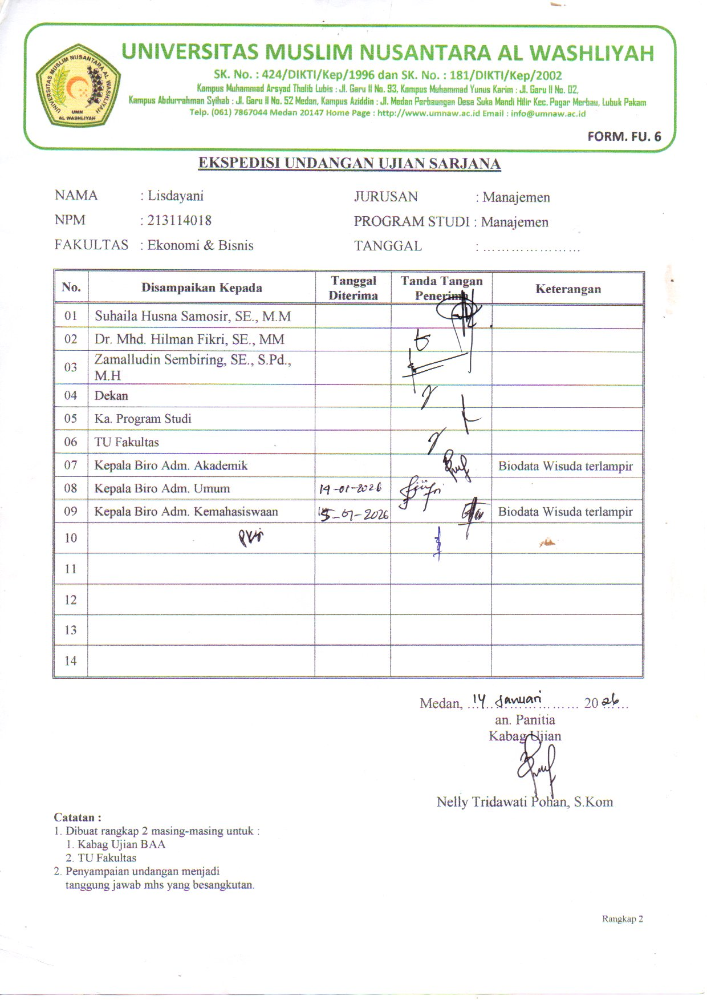 UNIVERSITAS MUSLIM NUSANTARA AL WASHLIYAH
UMN
AL WASHLIYAH
UNIVERSITAS MUSLIM NUSANTARA AL WASHLIYAH
SK. No. : 424/DIKTI/Kep/1996 dan SK. No. : 181/DIKTI/Kep/2002
Kampus Muhammad Arsyad Thalib Lubis : Jl. Garu II No. 93, Kampus Muhammad Yunus Karim : Jl. Garu II No. 02,
Kampus Abdurrahman Syihab : Jl. Garu II No. 52 Medan, Kampus Aziddin : Jl. Medan Perbaungan Desa Suka Mandi Hilir Kec. Pagar Merbau, Lubuk Pakam
Telp. (061) 7867044 Medan 20147 Home Page : http://www.umnaw.ac.id Email : info@umnaw.ac.id
FORM. FU. 6
EKSPEDISI UNDANGAN UJIAN SARJANA
NAMA : Lisdayani JURUSAN : Manajemen
NPM : 213114018 PROGRAM STUDI : Manajemen
FAKULTAS : Ekonomi & Bisnis TANGGAL : .....................
No. Disampaikan Kepada Tanggal Diterima Tanda Tangan Penerima Keterangan
01 Suhaila Husna Samosir, SE., M.M
02 Dr. Mhd. Hilman Fikri, SE., MM
03 Zamalludin Sembiring, SE., S.Pd.,
M.H
04 Dekan
05 Ka. Program Studi
06 TU Fakultas
07 Kepala Biro Adm. Akademik Biodata Wisuda terlampir
08 Kepala Biro Adm. Umum 14-01-2026
09 Kepala Biro Adm. Kemahasiswaan 15-01-2026 Biodata Wisuda terlampir
10
11
12
13
14
Medan, 14 Januari 2026
an. Panitia
Kabag Ujian
Nelly Tridawati Pohan, S.Kom
Catatan :
1. Dibuat rangkap 2 masing-masing untuk :
1. Kabag Ujian BAA
2. TU Fakultas
2. Penyampaian undangan menjadi
tanggung jawab mhs yang besangkutan.
Rangkap 2